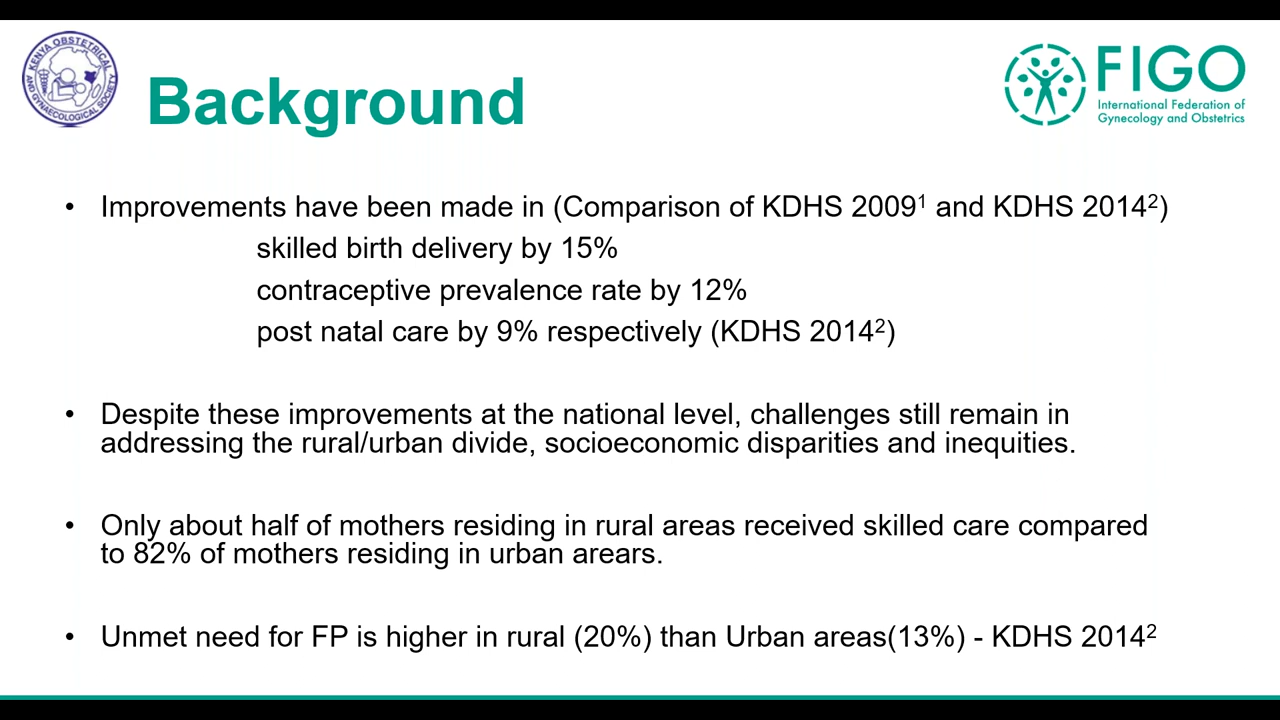 KENYA OBSTETRICAL
AND GYNAECOLOGICAL SOCIETY
Background
FIGO
International Federation of
Gynecology and Obstetrics
• Improvements have been made in (Comparison of KDHS 2009¹ and KDHS 2014²)
skilled birth delivery by 15%
contraceptive prevalence rate by 12%
post natal care by 9% respectively (KDHS 2014²)
• Despite these improvements at the national level, challenges still remain in
addressing the rural/urban divide, socioeconomic disparities and inequities.
• Only about half of mothers residing in rural areas received skilled care compared
to 82% of mothers residing in urban arears.
• Unmet need for FP is higher in rural (20%) than Urban areas(13%) - KDHS 2014²